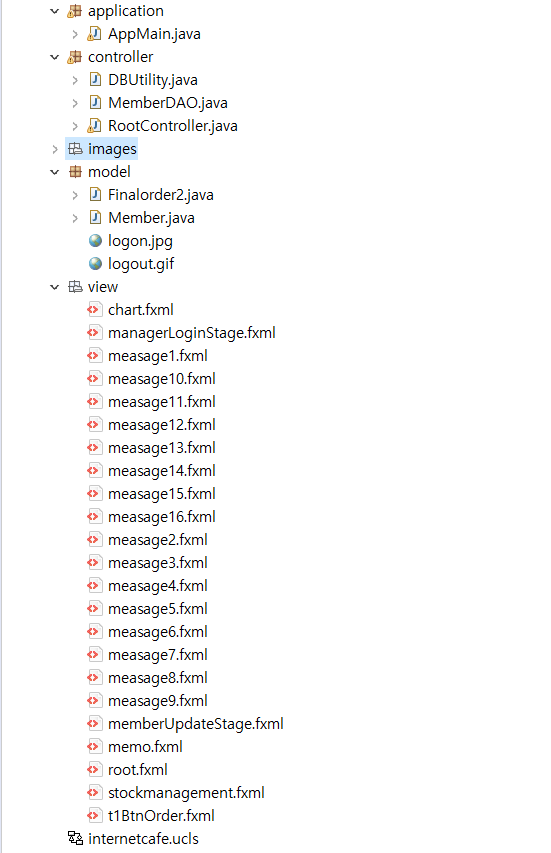 application
AppMain.java
controller
DBUtility.java
MemberDAO.java
RootController.java
images
model
Finalorder2.java
Member.java
logon.jpg
logout.gif
view
chart.fxml
managerLoginStage.fxml
measage1.fxml
measage10.fxml
measage11.fxml
measage12.fxml
measage13.fxml
measage14.fxml
measage15.fxml
measage16.fxml
measage2.fxml
measage3.fxml
measage4.fxml
measage5.fxml
measage6.fxml
measage7.fxml
measage8.fxml
measage9.fxml
memberUpdateStage.fxml
memo.fxml
root.fxml
stockmanagement.fxml
t1BtnOrder.fxml
internetcafe.ucls